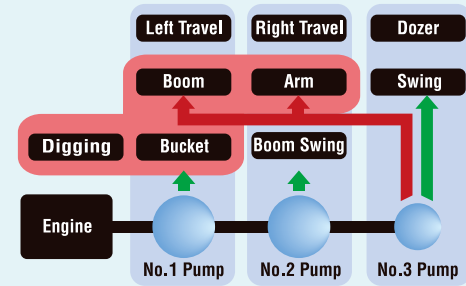 Left Travel
Right Travel
Dozer
Boom
Arm
Swing
Digging
Bucket
Boom Swing
Engine
No.1 Pump
No.2 Pump
No.3 Pump